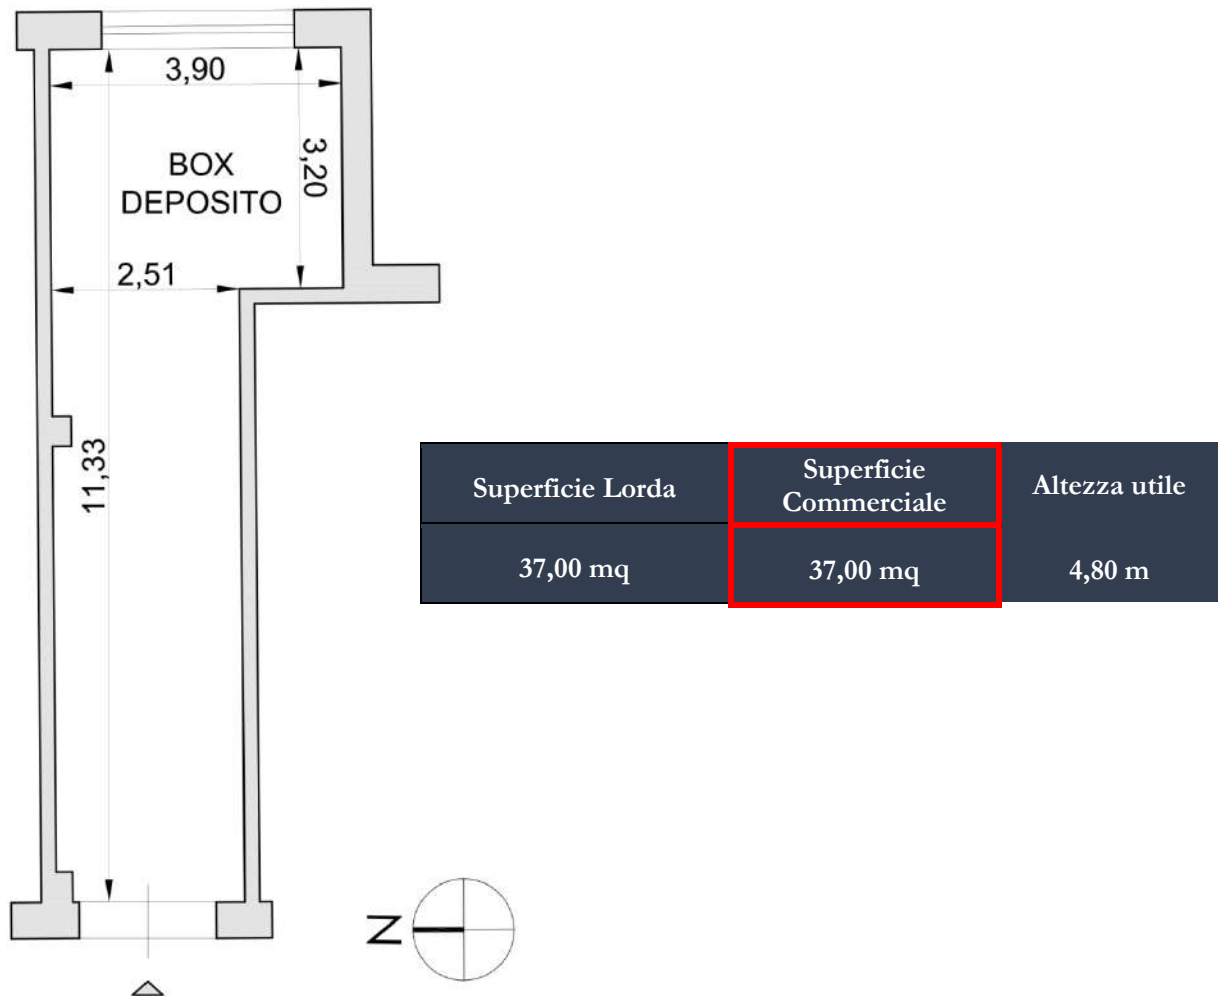 3,90
BOX
DEPOSITO
3,20
2,51
11,33
Superficie Lorda
Superficie
Commerciale
Altezza utile
37,00 mq
37,00 mq
4,80 m
N